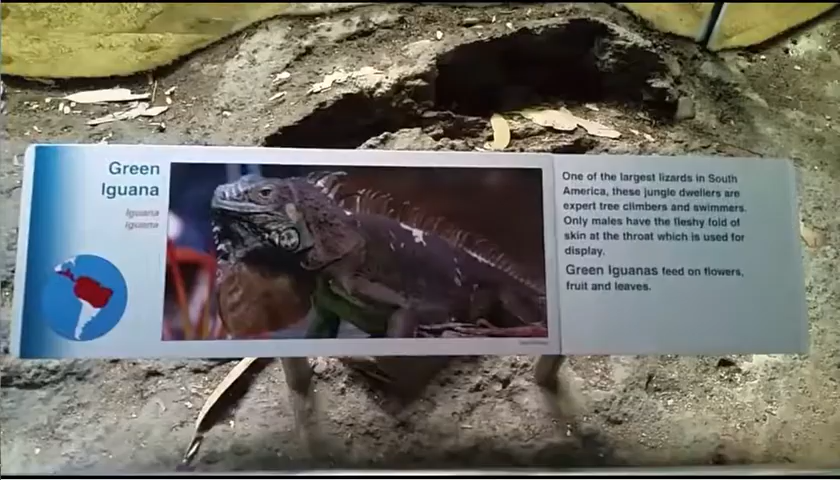 Green
Iguana
Iguana
iguana
One of the largest lizards in South
America, these jungle dwellers are
expert tree climbers and swimmers.
Only males have the fleshy fold of
skin at the throat which is used for
display.
Green Iguanas feed on flowers,
fruit and leaves.